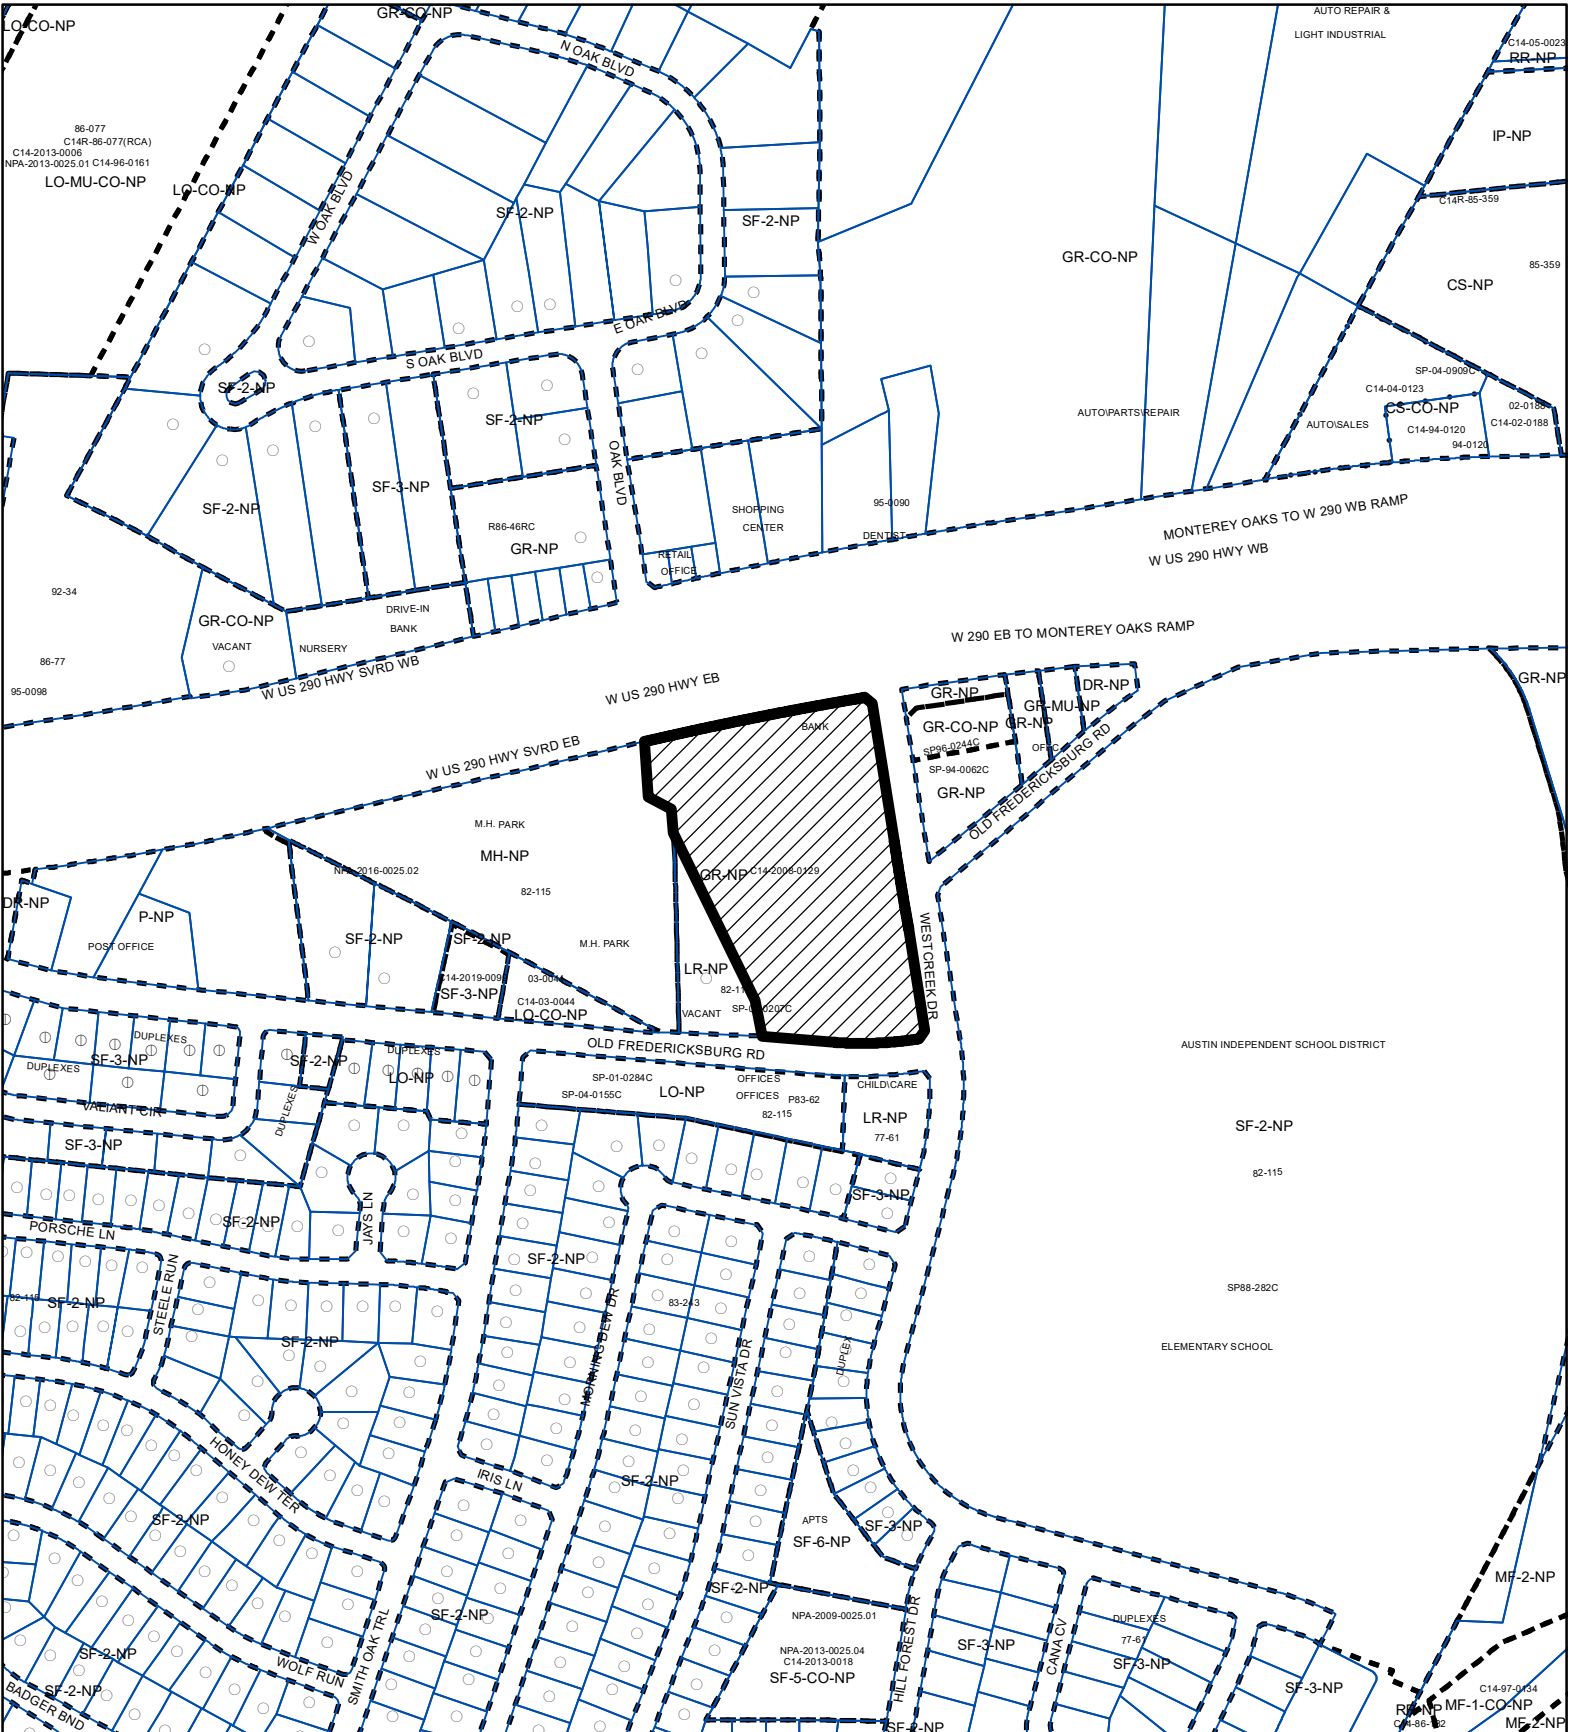 LO-CO-NP
GR-CO-NP
AUTO REPAIR &
LIGHT INDUSTRIAL
C14-05-0023
RR-NP
N OAK BLVD
86-077
C14R-86-077(RCA)
C14-2013-0006
NPA-2013-0025.01 C14-96-0161
LO-MU-CO-NP
LO-CO-NP
W OAK BLVD
SF-2-NP
SF-2-NP
IP-NP
C14R-85-359
GR-CO-NP
85-359
CS-NP
E OAK BLVD
S OAK BLVD
SF-2-NP
SF-2-NP
SP-04-0909C
C14-04-0123
CS-CO-NP
02-0188
C14-02-0188
C14-94-0120
94-0120
AUTO\PARTS\REPAIR
AUTO\SALES
OAK BLVD
SF-3-NP
SF-2-NP
R86-46RC
GR-NP
SHOPPING
CENTER
95-0090
DENTIST
RETAIL
OFFICE
MONTEREY OAKS TO W 290 WB RAMP
W US 290 HWY WB
92-34
GR-CO-NP
VACANT
NURSERY
DRIVE-IN
BANK
86-77
95-0098
W US 290 HWY SVRD WB
W 290 EB TO MONTEREY OAKS RAMP
W US 290 HWY EB
GR-NP
GR-NP
DR-NP
GR-MU-NP
GR-CO-NP
GR-NP
BANK
SP96-0244C
OFFC
SP-94-0062C
GR-NP
OLD FREDERICKSBURG RD
W US 290 HWY SVRD EB
M.H. PARK
MH-NP
82-115
NPA-2016-0025.02
GR-NP
C14-2008-0129
DR-NP
P-NP
POST OFFICE
SF-2-NP
SF-2-NP
M.H. PARK
WESTCREEK DR
LR-NP
SF-3-NP
C14-03-0044
LO-CO-NP
VACANT
OLD FREDERICKSBURG RD
AUSTIN INDEPENDENT SCHOOL DISTRICT
DUPLEXES
SF-3-NP
DUPLEXES
SF-2-NP
DUPLEXES
LO-NP
SP-01-0284C
SP-04-0155C
LO-NP
OFFICES
OFFICES
P83-62
82-115
CHILD\CARE
LR-NP
77-61
VALIANT CIR
DUPLEXES
SF-3-NP
SF-2-NP
82-115
SF-3-NP
JAYS LN
SF-2-NP
PORSCHE LN
STEELE RUN
SF-2-NP
SF-2-NP
SF-2-NP
83-243
SP88-282C
ELEMENTARY SCHOOL
MORNING DEW DR
SUN VISTA DR
DUPLEX
HONEY DEW TER
IRIS LN
SF-2-NP
SF-2-NP
APTS
SF-6-NP
SF-3-NP
SF-2-NP
MF-2-NP
SF-2-NP
NPA-2009-0025.01
NPA-2013-0025.04
C14-2013-0018
SF-5-CO-NP
HILL FOREST DR
SF-3-NP
CANA CV
DUPLEXES
77-61
SF-3-NP
SF-3-NP
SF-2-NP
WOLF RUN
SMITH OAK TRL
SF-2-NP
BADGER BND
SF-2-NP
C14-97-0134
MF-1-CO-NP
MF-2-NP